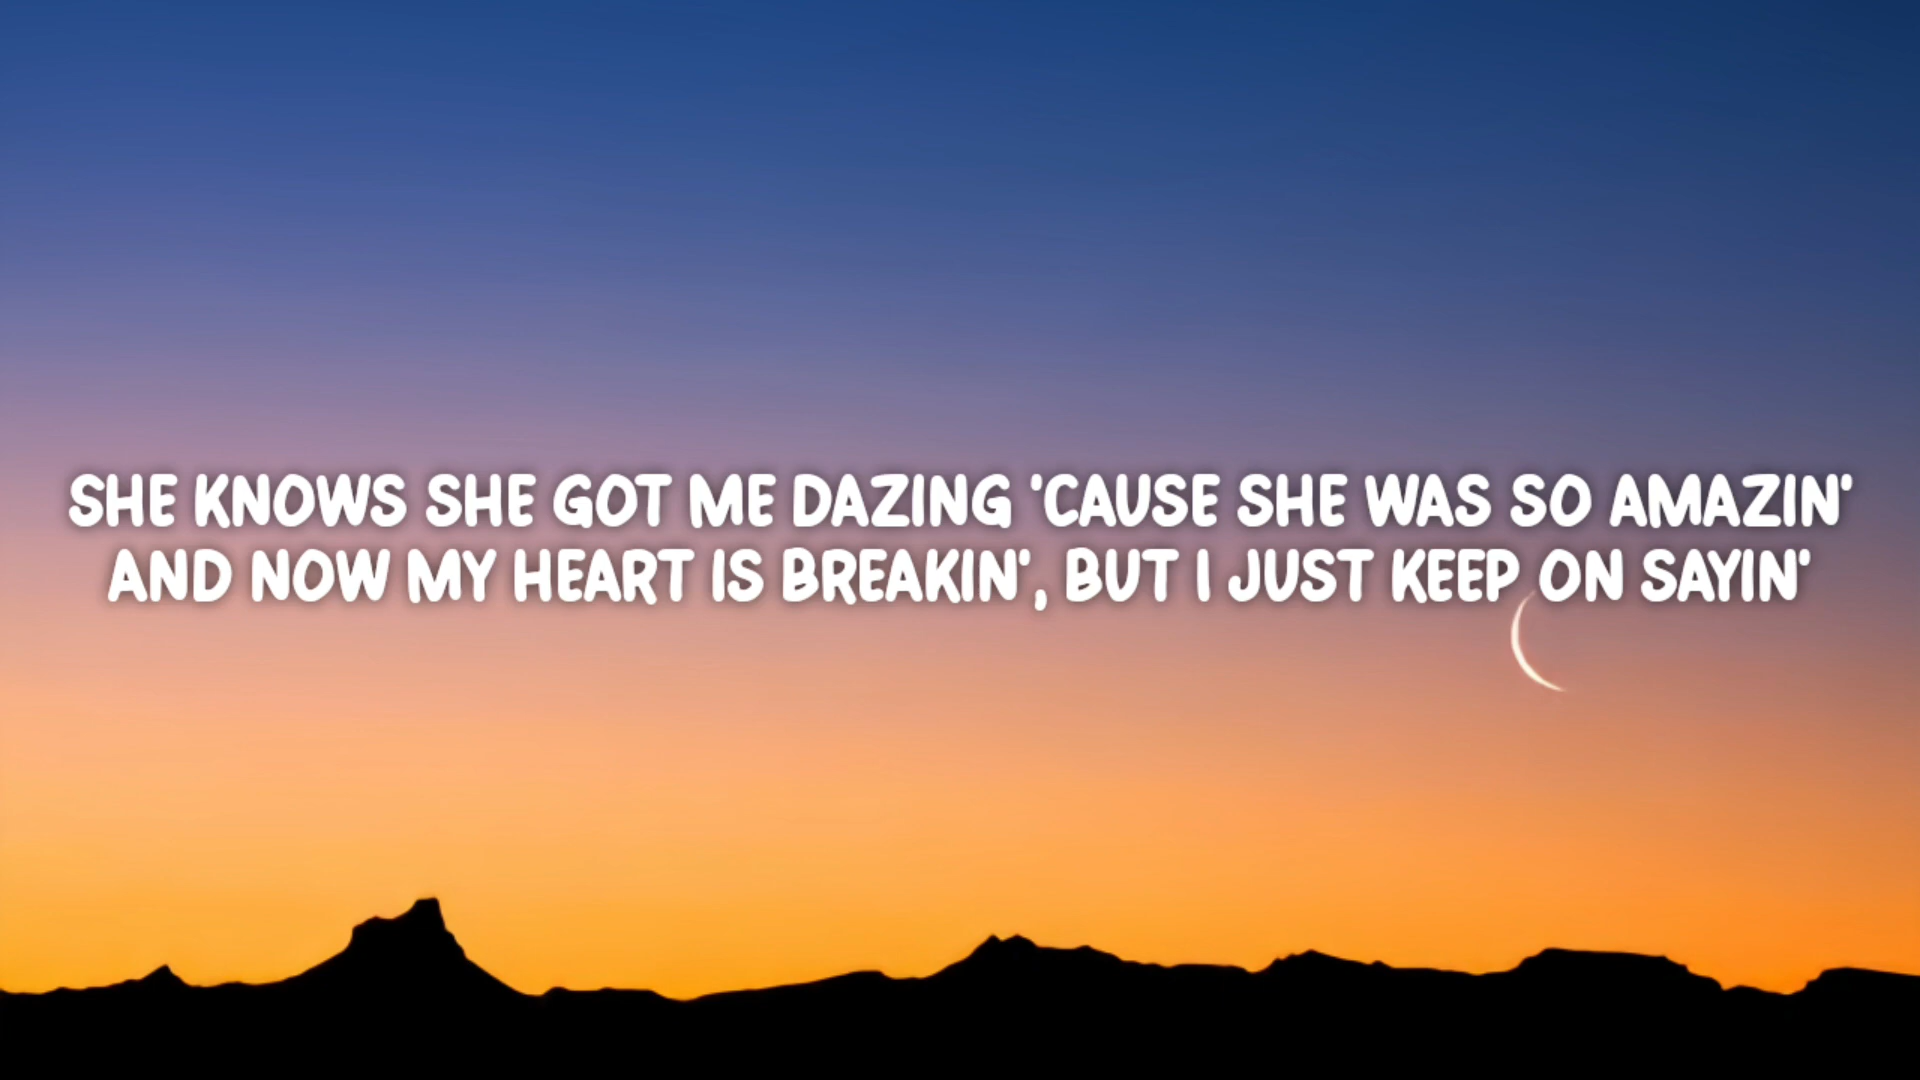 SHE KNOWS SHE GOT ME DAZING 'CAUSE SHE WAS SO AMAZIN'
AND NOW MY HEART IS BREAKIN', BUT I JUST KEEP ON SAYIN'